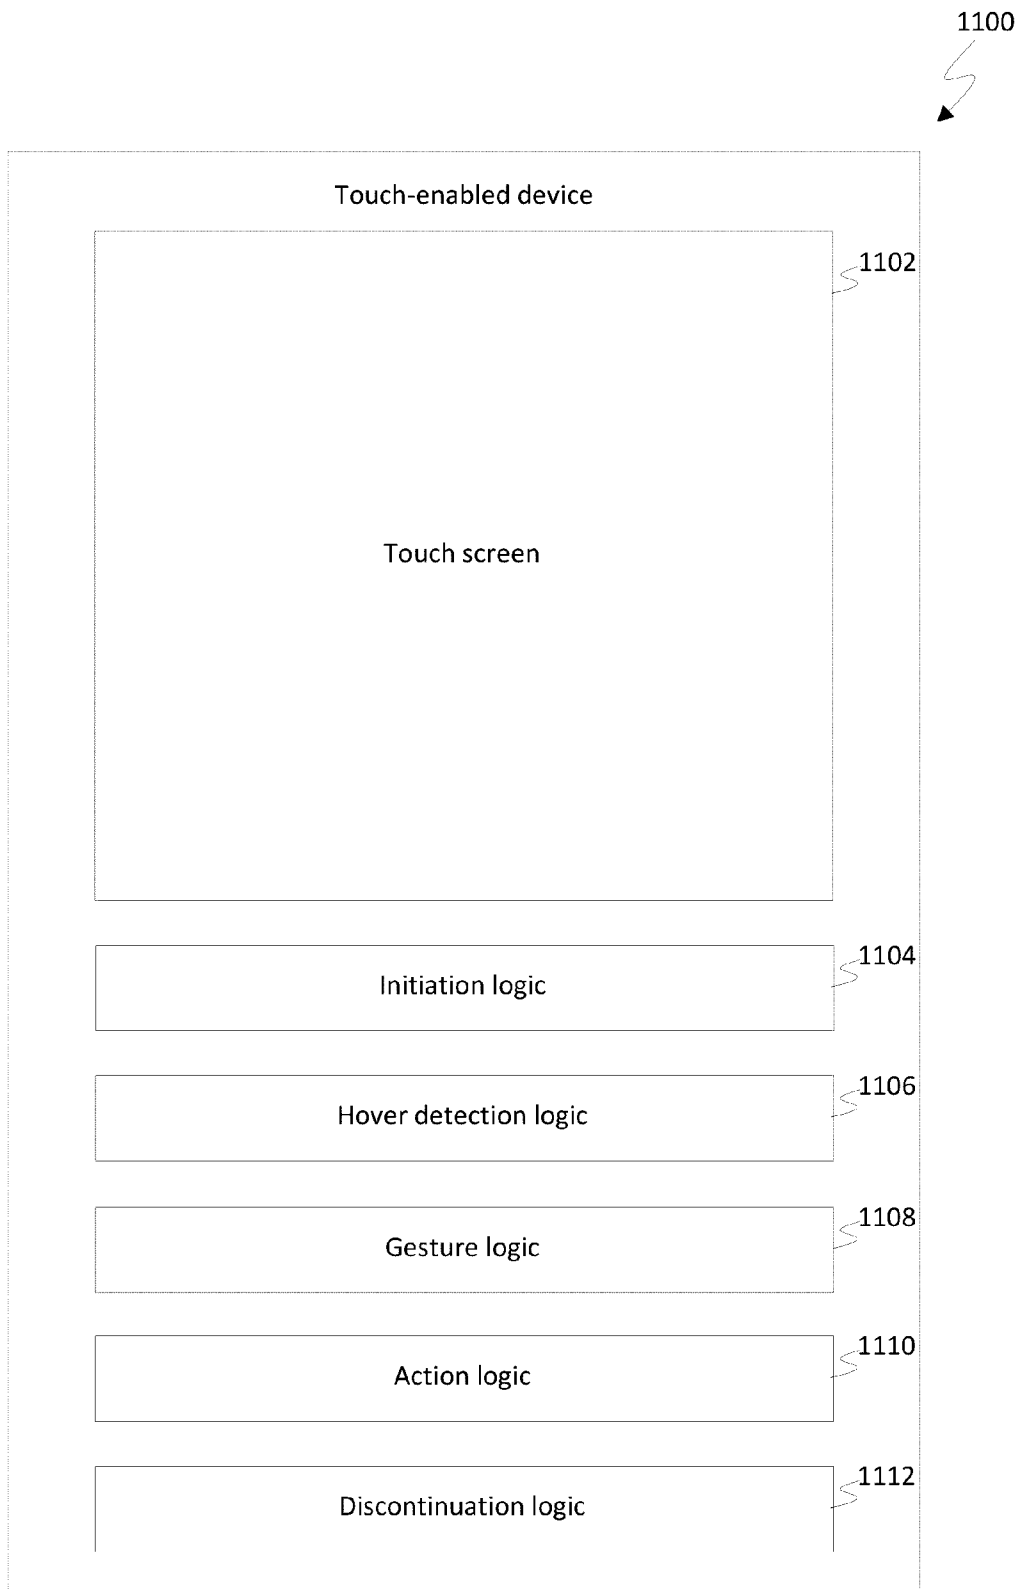 1100
Touch-enabled device
1102
Touch screen
1104
Initiation logic
1106
Hover detection logic
1108
Gesture logic
1110
Action logic
1112
Discontinuation logic